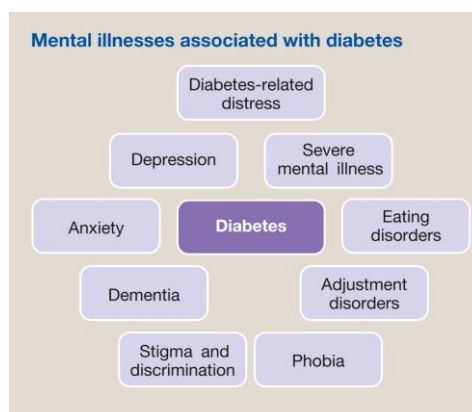 Mental illnesses associated with diabetes
Diabetes-related
distress
Depression
Severe
mental illness
Anxiety
Diabetes
Eating
disorders
Dementia
Adjustment
disorders
Stigma and
discrimination
Phobia